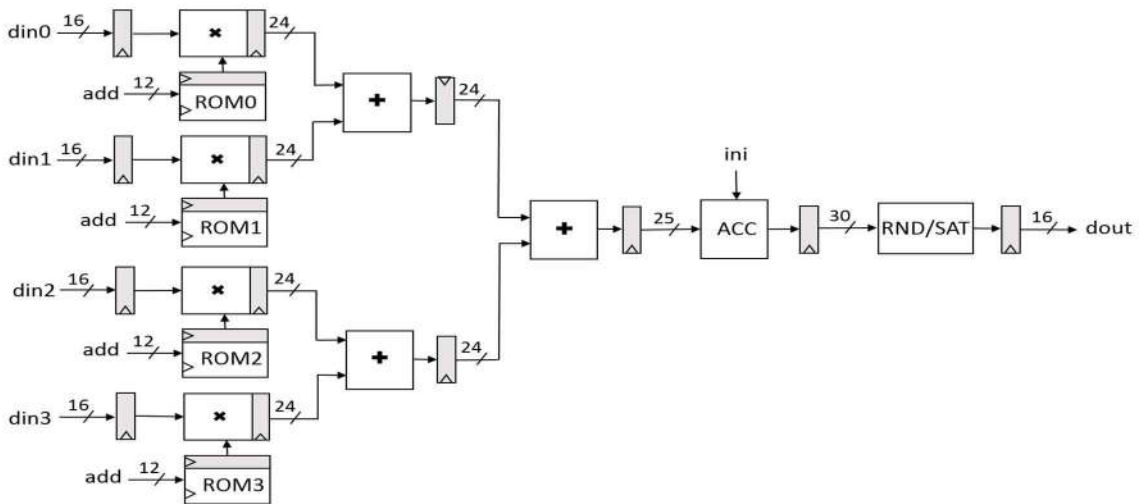 din0 16 × 24
add 12 ROM0
+ 24
din1 16 × 24
add 12 ROM1
ini
+ 25 ACC 30 RND/SAT 16 dout
din2 16 × 24
add 12 ROM2
+ 24
din3 16 × 24
add 12 ROM3